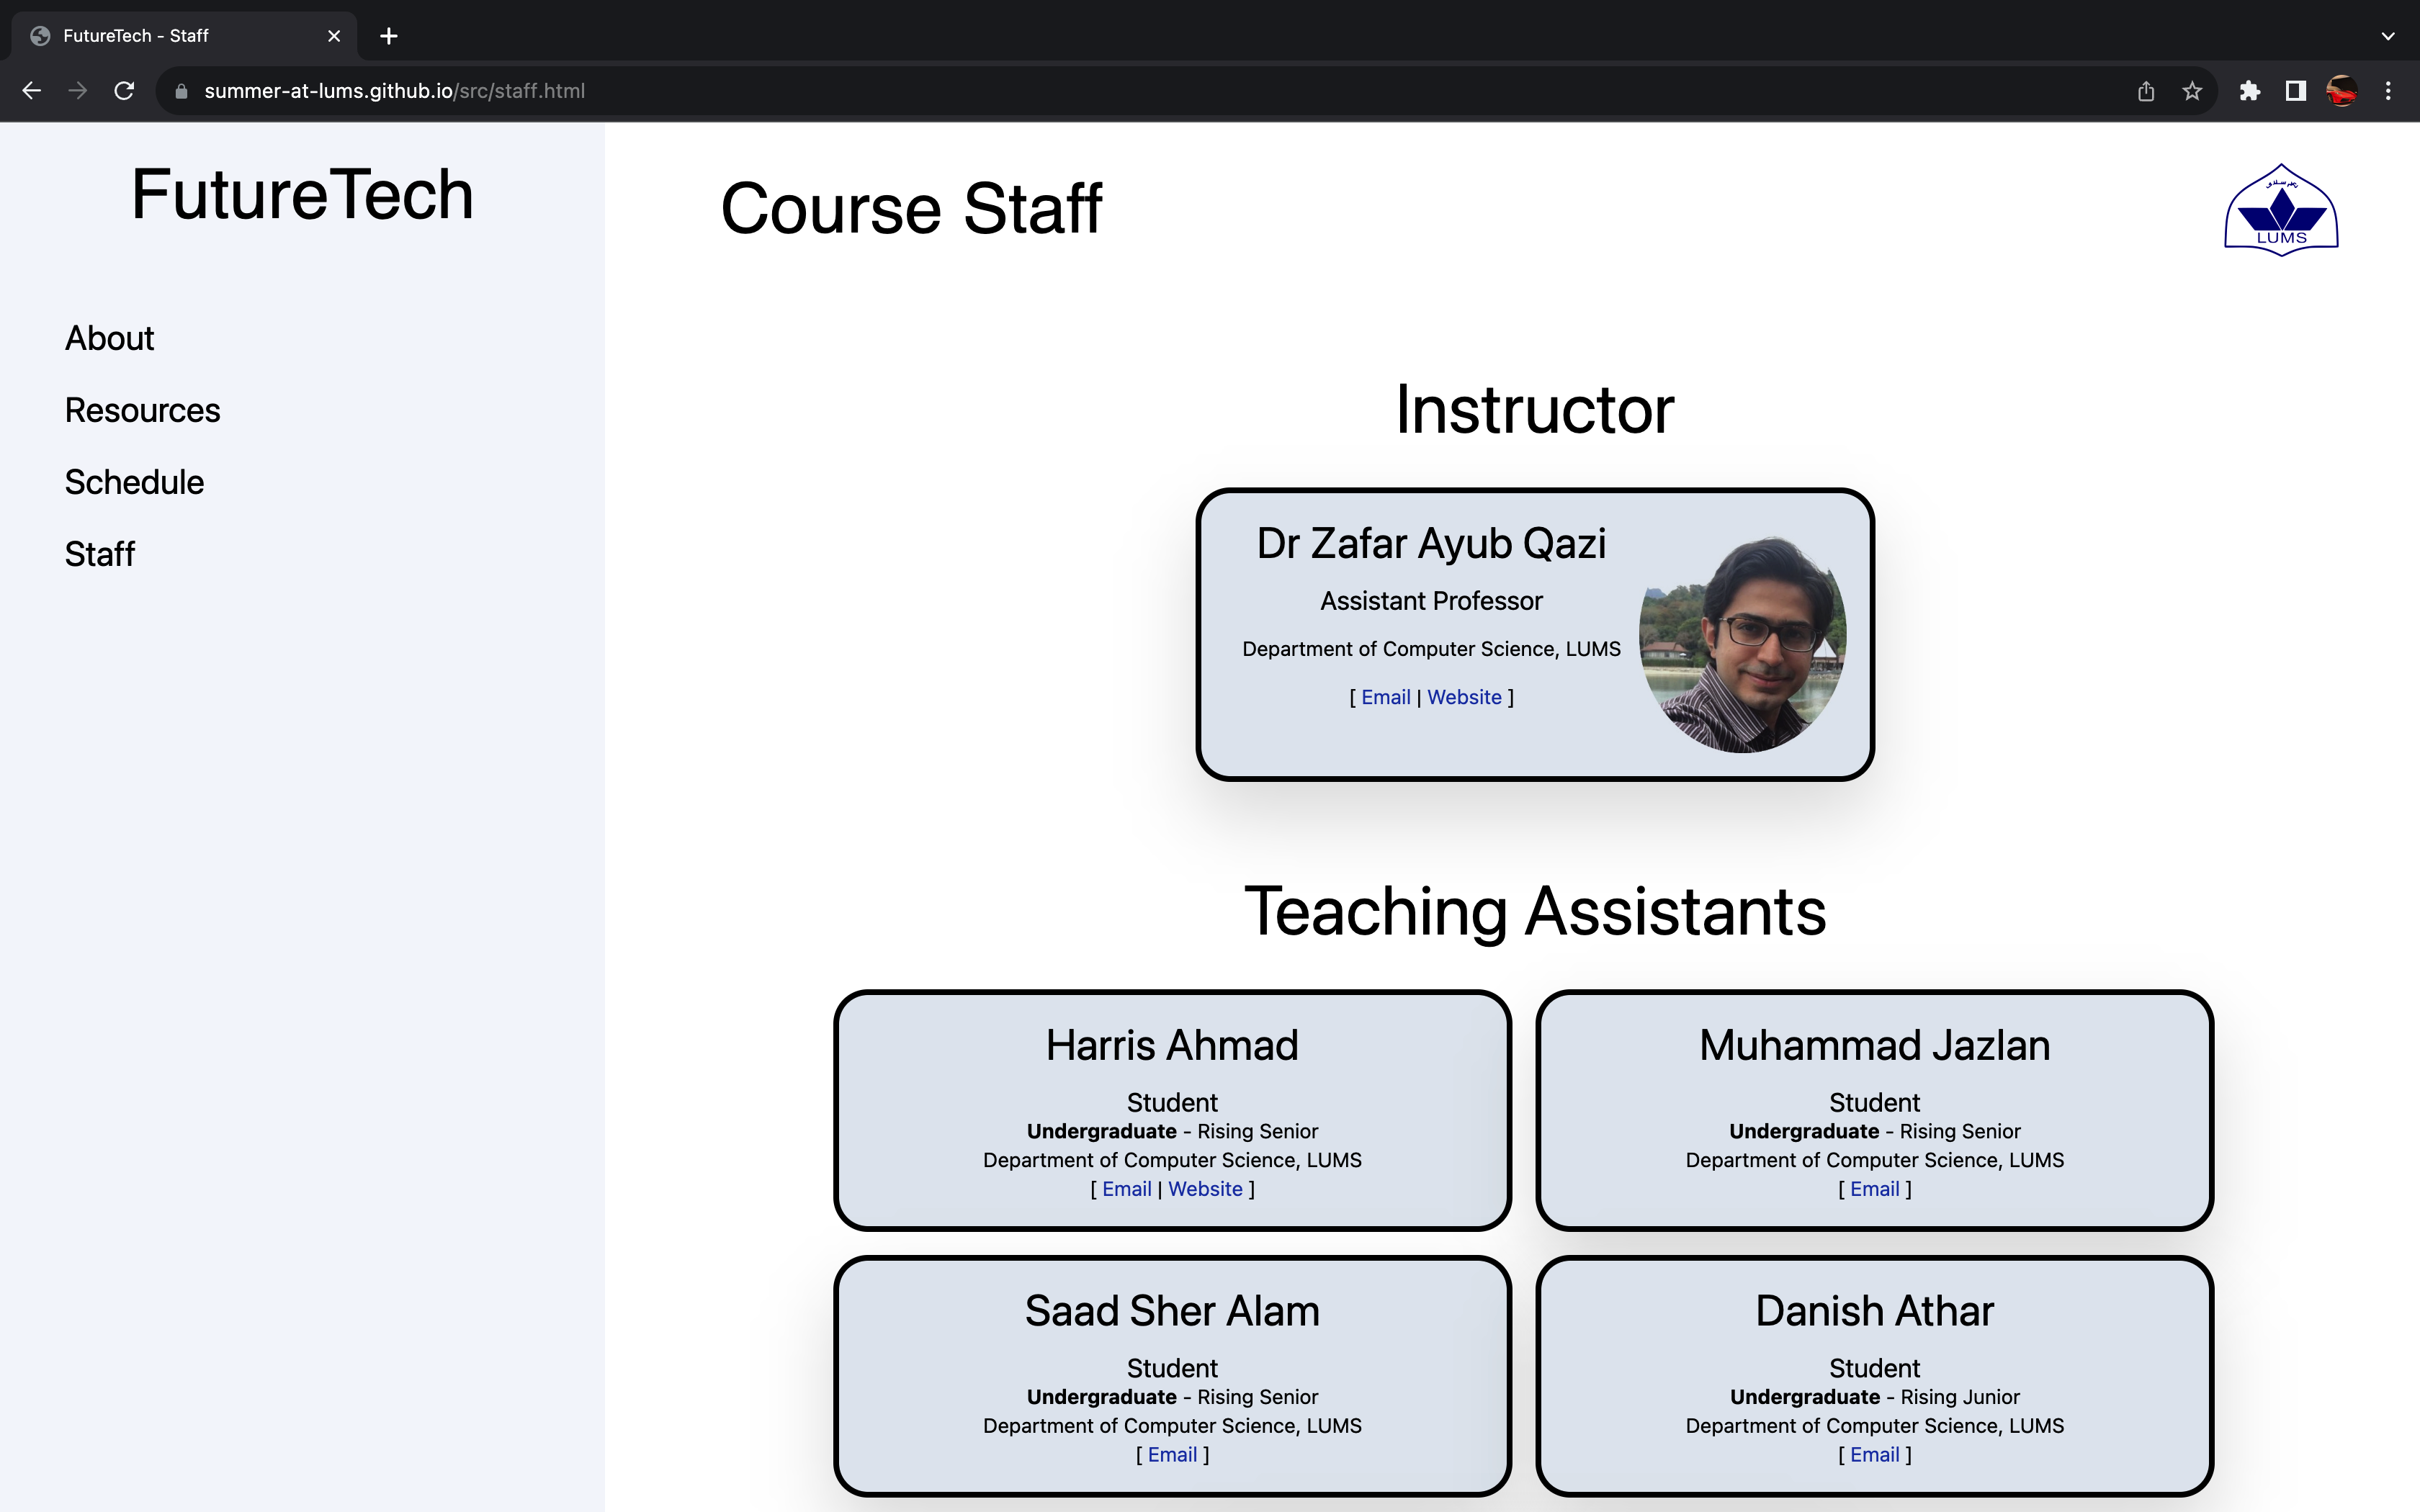 FutureTech - Staff
summer-at-lums.github.io/src/staff.html
FutureTech
About
Resources
Schedule
Staff
Course Staff
LUMS
Instructor
Dr Zafar Ayub Qazi
Assistant Professor
Department of Computer Science, LUMS
[ Email | Website ]
Teaching Assistants
Harris Ahmad
Student
Undergraduate - Rising Senior
Department of Computer Science, LUMS
[ Email | Website ]
Muhammad Jazlan
Student
Undergraduate - Rising Senior
Department of Computer Science, LUMS
[ Email ]
Saad Sher Alam
Student
Undergraduate - Rising Senior
Department of Computer Science, LUMS
[ Email ]
Danish Athar
Student
Undergraduate - Rising Junior
Department of Computer Science, LUMS
[ Email ]